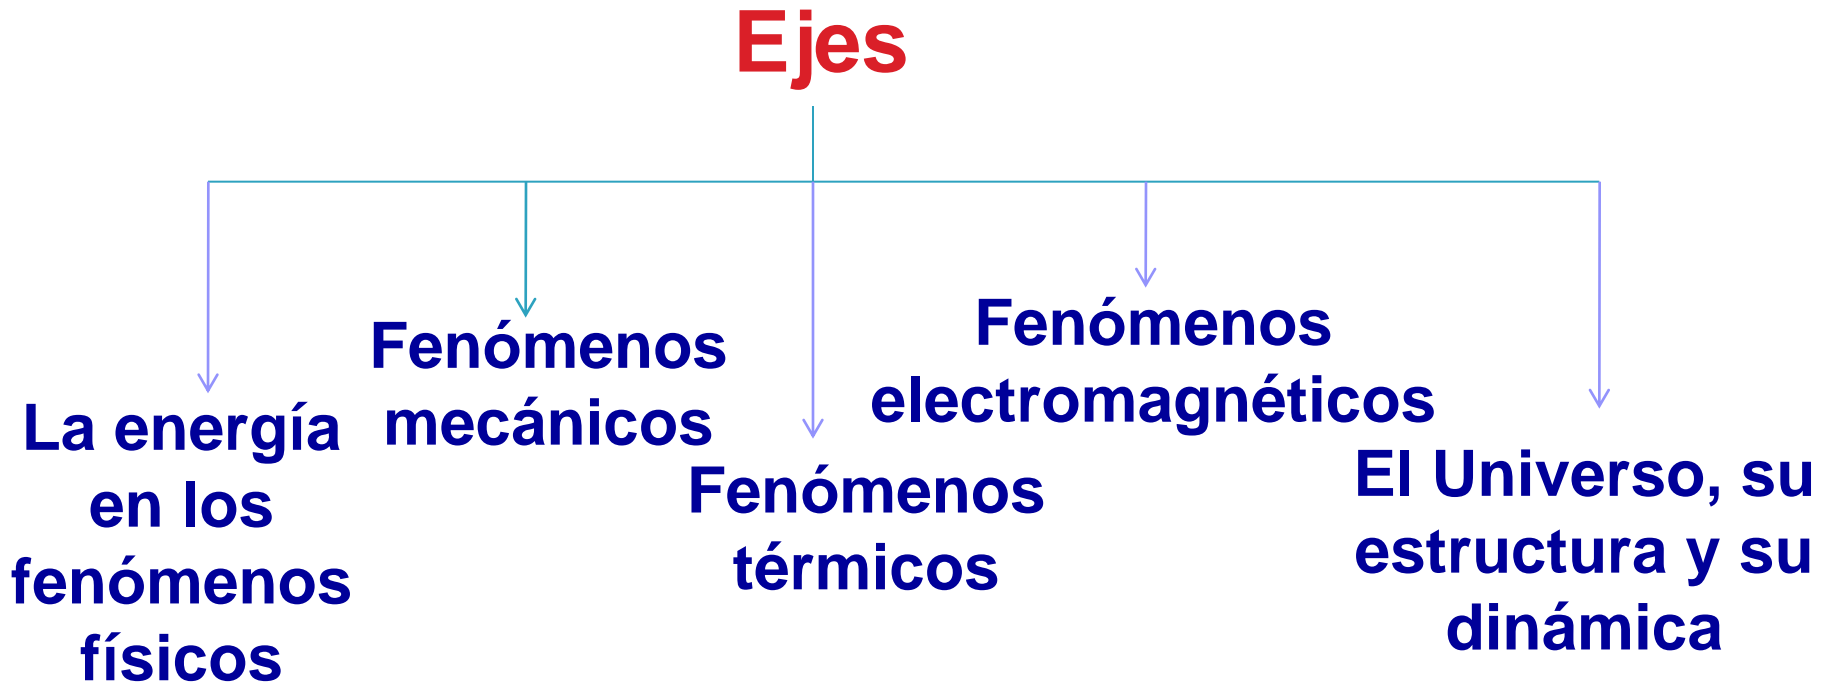 Ejes
La energía
en los
fenómenos
físicos
Fenómenos
mecánicos
Fenómenos
térmicos
Fenómenos
electromagnéticos
El Universo, su
estructura y su
dinámica